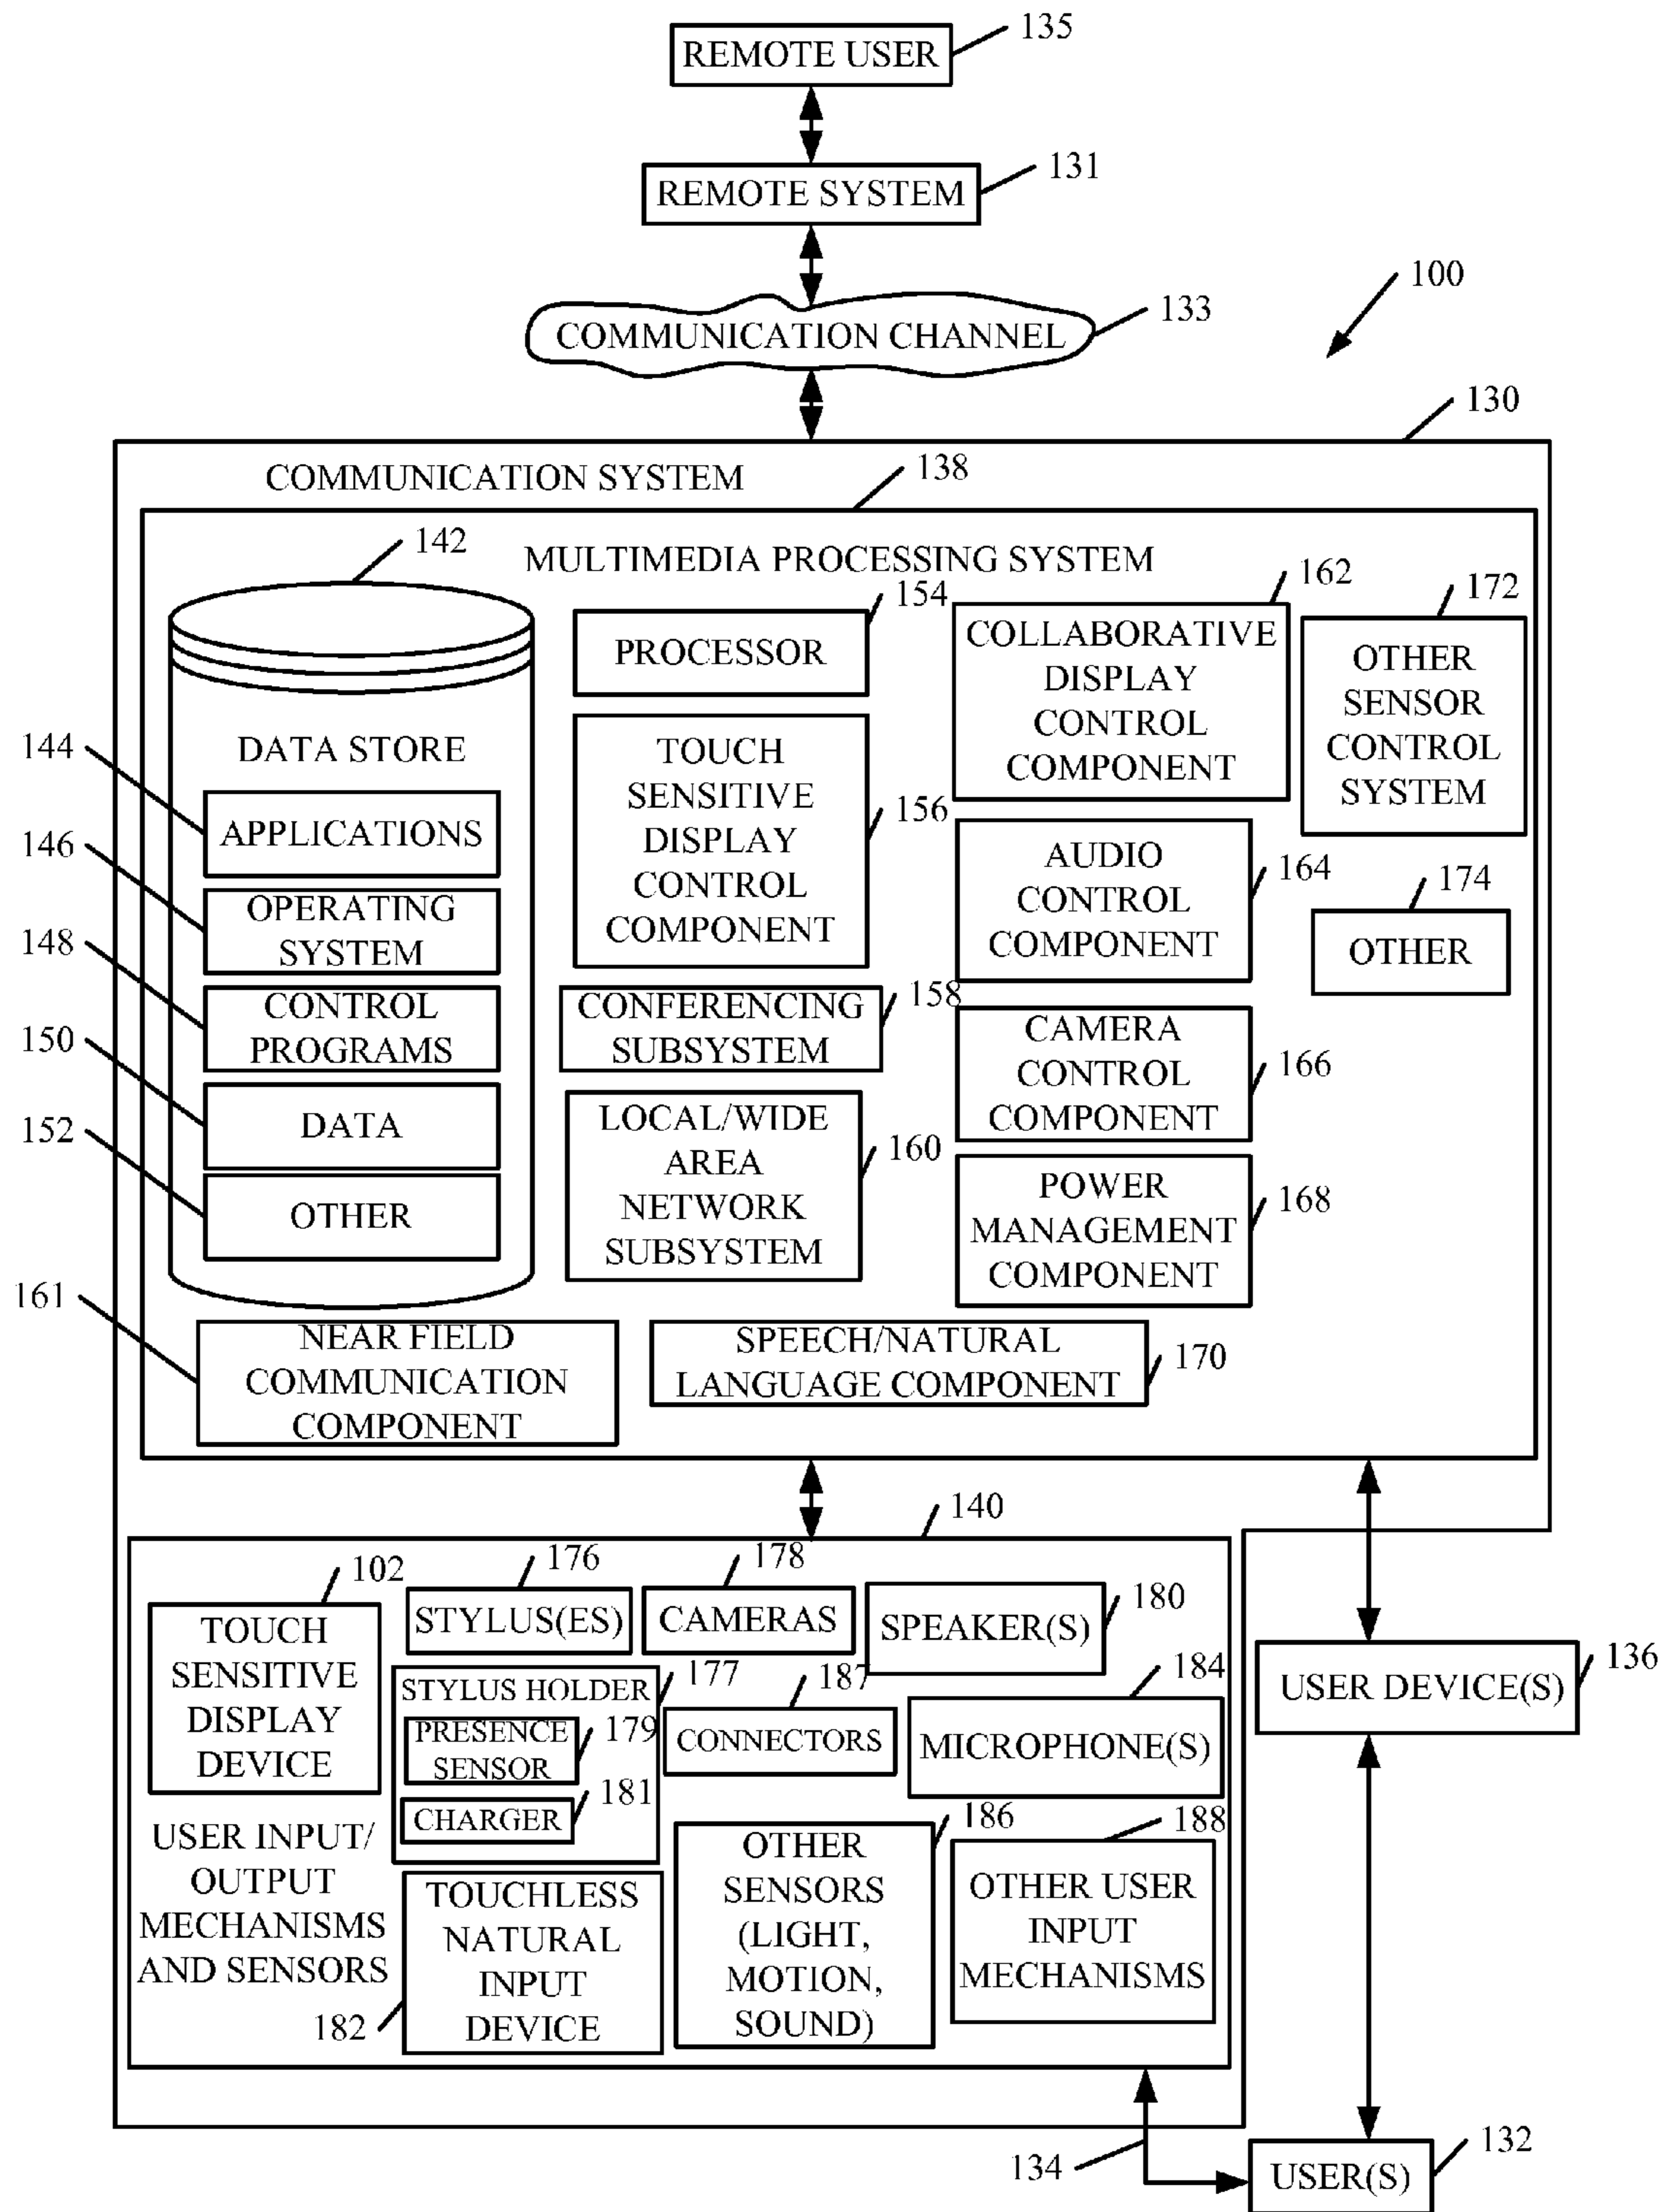 135
REMOTE USER
131
REMOTE SYSTEM
100
133
COMMUNICATION CHANNEL
130
COMMUNICATION SYSTEM
138
142
MULTIMEDIA PROCESSING SYSTEM
DATA STORE
144
APPLICATIONS
146
OPERATING
SYSTEM
148
CONTROL
PROGRAMS
150
DATA
152
OTHER
154
PROCESSOR
TOUCH
SENSITIVE
DISPLAY
CONTROL
COMPONENT
156
CONFERENCING
SUBSYSTEM
158
LOCAL/WIDE
AREA
NETWORK
SUBSYSTEM
160
162
COLLABORATIVE
DISPLAY
CONTROL
COMPONENT
AUDIO
CONTROL
COMPONENT
164
CAMERA
CONTROL
COMPONENT
166
POWER
MANAGEMENT
COMPONENT
168
172
OTHER
SENSOR
CONTROL
SYSTEM
174
OTHER
161
NEAR FIELD
COMMUNICATION
COMPONENT
SPEECH/NATURAL
LANGUAGE COMPONENT
170
140
102
TOUCH
SENSITIVE
DISPLAY
DEVICE
176
STYLUS(ES)
178
CAMERAS
180
SPEAKER(S)
177
STYLUS HOLDER
PRESENCE
SENSOR
179
CHARGER
181
187
CONNECTORS
184
MICROPHONE(S)
USER INPUT/
OUTPUT
MECHANISMS
AND SENSORS
182
TOUCHLESS
NATURAL
INPUT
DEVICE
186
OTHER
SENSORS
(LIGHT,
MOTION,
SOUND)
188
OTHER USER
INPUT
MECHANISMS
136
USER DEVICE(S)
134
132
USER(S)